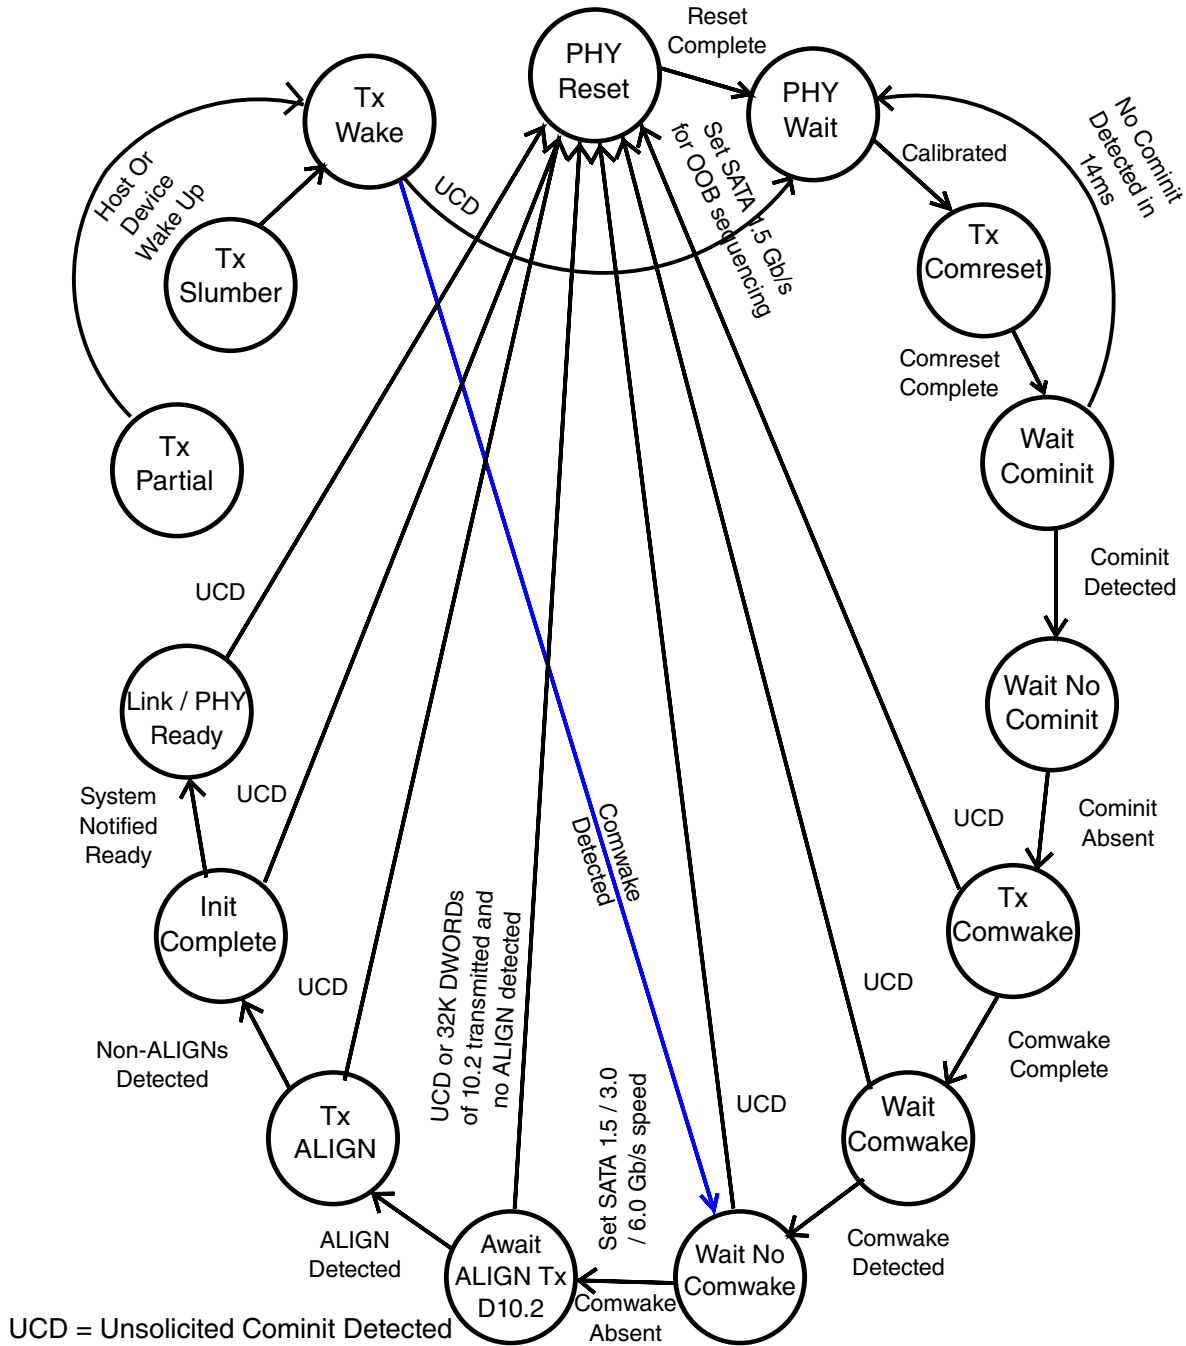 PHY
Reset
Reset
Complete
PHY
Wait
Tx
Wake
Host Or
Device
Wake Up
UCD
Set SATA 1.5 Gb/s
for OOB sequencing
Calibrated
No Cominit
Detected in
14ms
Tx
Slumber
Tx
Comreset
Comreset
Complete
Tx
Partial
Wait
Cominit
Cominit
Detected
UCD
Link / PHY
Ready
Wait No
Cominit
System
Notified
Ready
UCD
Comwake
Detected
UCD
Cominit
Absent
Init
Complete
Tx
Comwake
UCD
UCD or 32K DWORDs
of 10.2 transmitted and
no ALIGN detected
UCD
Non-ALIGNs
Detected
Comwake
Complete
Tx
ALIGN
Set SATA 1.5 / 3.0
/ 6.0 Gb/s speed
UCD
Wait
Comwake
ALIGN
Detected
Await
ALIGN Tx
D10.2
Wait No
Comwake
Comwake
Detected
Comwake
Absent
UCD = Unsolicited Cominit Detected